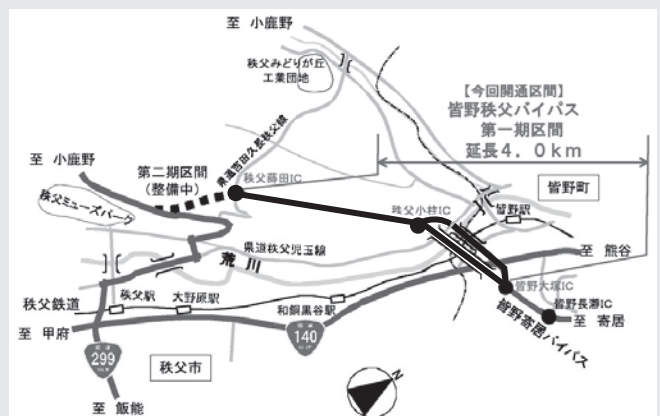 至 小鹿野
秩父みどりが丘
工業団地
【今回開通区間】
皆野秩父バイパス
第一期区間
延長4.0km
至 小鹿野
第二期区間
(整備中)
県道吉田久長秩父線
秩父蒔田IC
秩父ミューズパーク
皆野町
秩父小柱IC
皆野駅
県道秩父児玉線
荒川
至 熊谷
皆野大塚IC
秩父鉄道
秩父駅
大野原駅
和銅黒谷駅
皆野長瀞IC
至 寄居
皆野寄居バイパス
至 甲府
299
140
秩父市
至 飯能
N